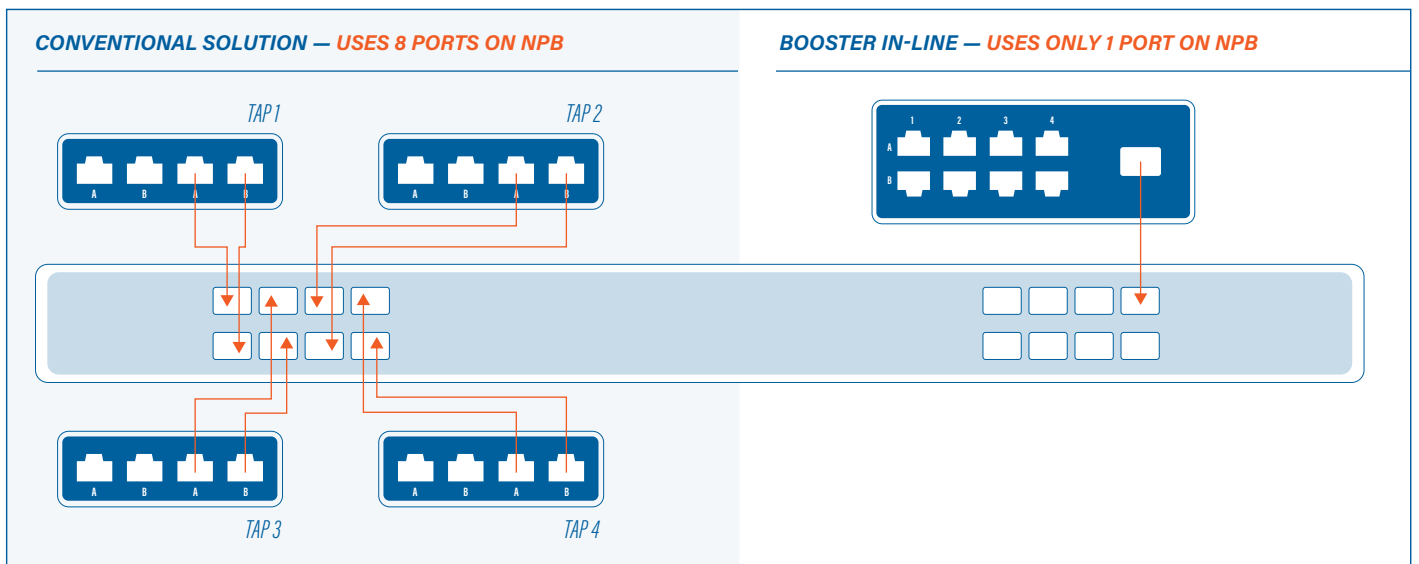 CONVENTIONAL SOLUTION — USES 8 PORTS ON NPB
BOOSTER IN-LINE — USES ONLY 1 PORT ON NPB
TAP 1
TAP 2
A B A B
A B A B
1 2 3 4
A
B
A B A B
A B A B
TAP 3
TAP 4